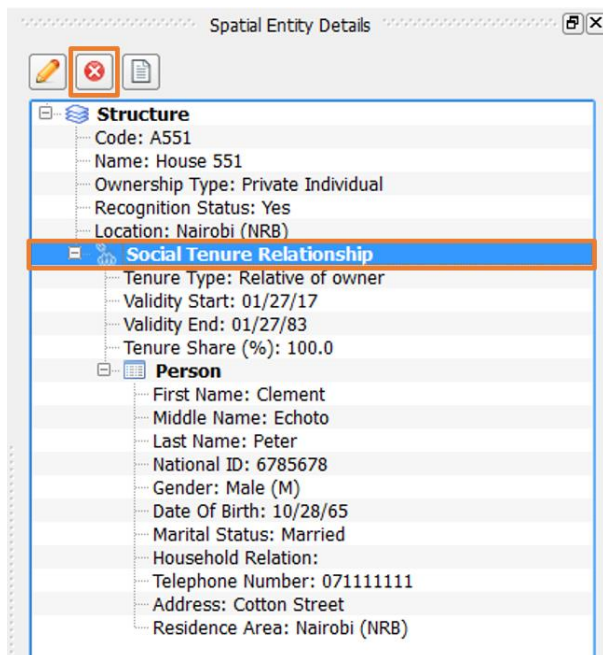 Spatial Entity Details
Structure
Code: A551
Name: House 551
Ownership Type: Private Individual
Recognition Status: Yes
Location: Nairobi (NRB)
Social Tenure Relationship
Tenure Type: Relative of owner
Validity Start: 01/27/17
Validity End: 01/27/83
Tenure Share (%): 100.0
Person
First Name: Clement
Middle Name: Echoto
Last Name: Peter
National ID: 6785678
Gender: Male (M)
Date Of Birth: 10/28/65
Marital Status: Married
Household Relation:
Telephone Number: 071111111
Address: Cotton Street
Residence Area: Nairobi (NRB)